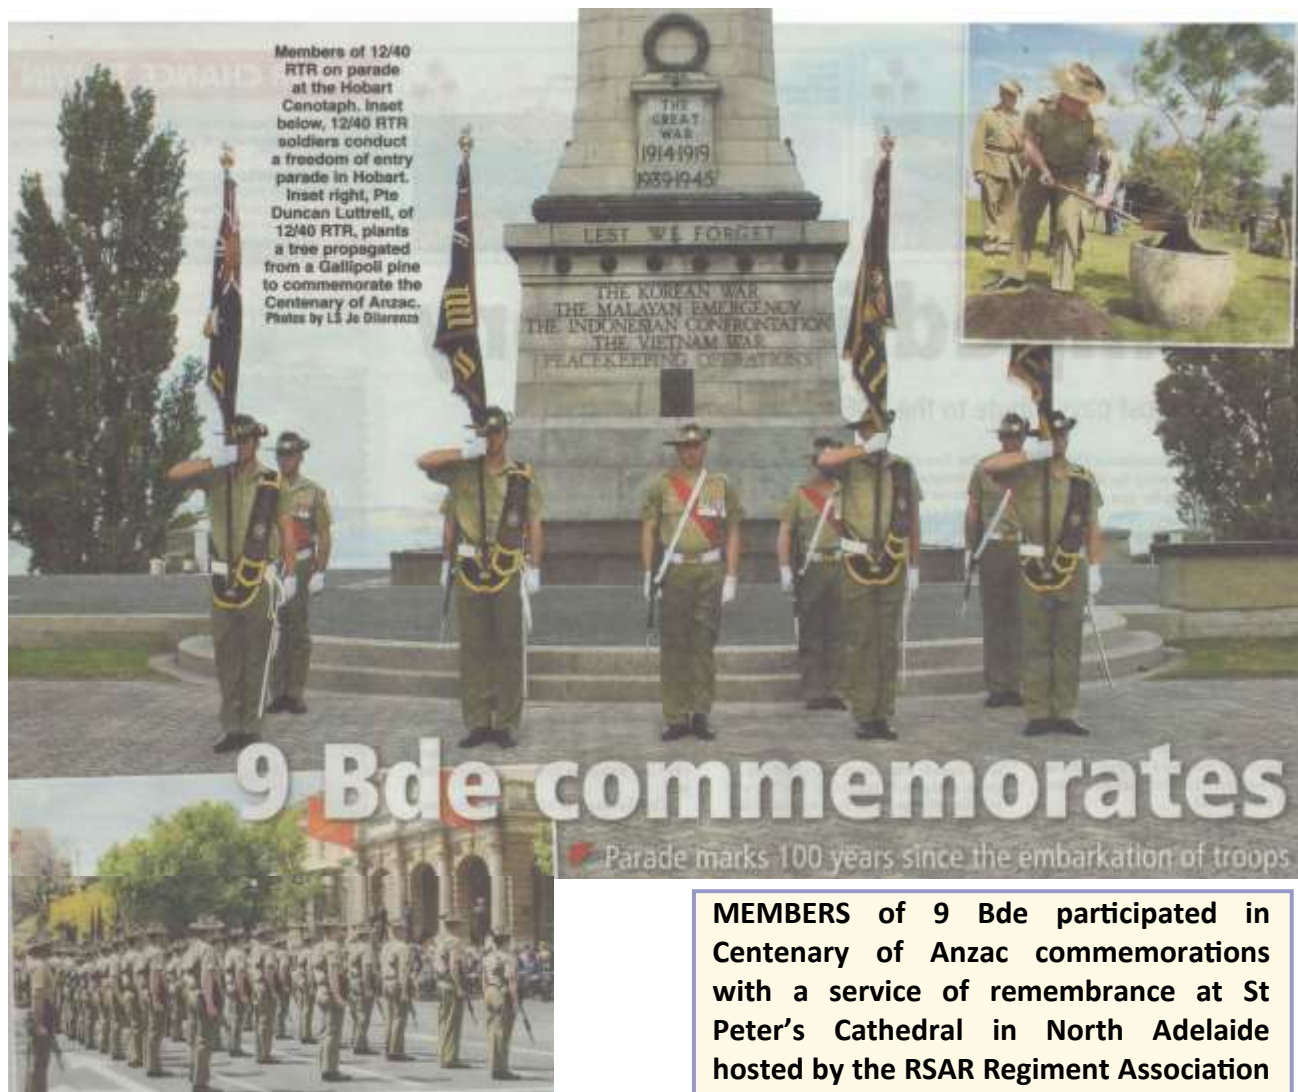 Members of 12/40
RTR on parade
at the Hobart
Cenotaph. Inset
below, 12/40 RTR
soldiers conduct
a freedom of entry
parade in Hobart.
Inset right, Pte
Duncan Luttrell, of
12/40 RTR, plants
a tree propagated
from a Gallipoli pine
to commemorate the
Centenary of Anzac.
Photos by LS Jo Dilorenzo
THE
GREAT
WAR
1914-1919
1939-1945
LEST WE FORGET
THE KOREAN WAR
THE MALAYAN EMERGENCY
THE INDONESIAN CONFRONTATION
THE VIETNAM WAR
PEACEKEEPING OPERATIONS
9 Bde commemorates
Parade marks 100 years since the embarkation of troops
MEMBERS of 9 Bde participated in
Centenary of Anzac commemorations
with a service of remembrance at St
Peter's Cathedral in North Adelaide
hosted by the RSAR Regiment Association